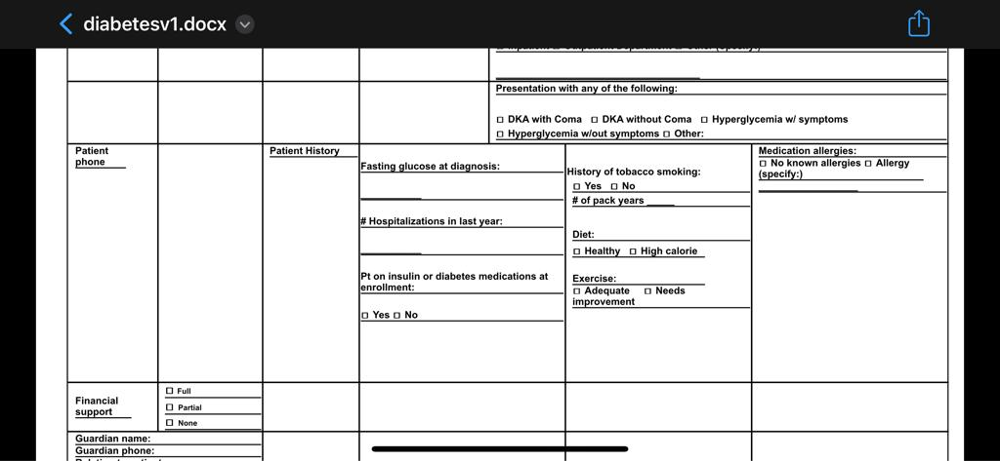 diabetesv1.docx
Presentation with any of the following:
☐ DKA with Coma ☐ DKA without Coma ☐ Hyperglycemia w/ symptoms
☐ Hyperglycemia w/out symptoms ☐ Other:
Patient
phone
Patient History
Fasting glucose at diagnosis:
# Hospitalizations in last year:
Pt on insulin or diabetes medications at
enrollment:
☐ Yes ☐ No
History of tobacco smoking:
☐ Yes ☐ No
# of pack years
Diet:
☐ Healthy ☐ High calorie
Exercise:
☐ Adequate ☐ Needs
improvement
Medication allergies:
☐ No known allergies ☐ Allergy
(specify:)
Financial
support
☐ Full
☐ Partial
☐ None
Guardian name:
Guardian phone: